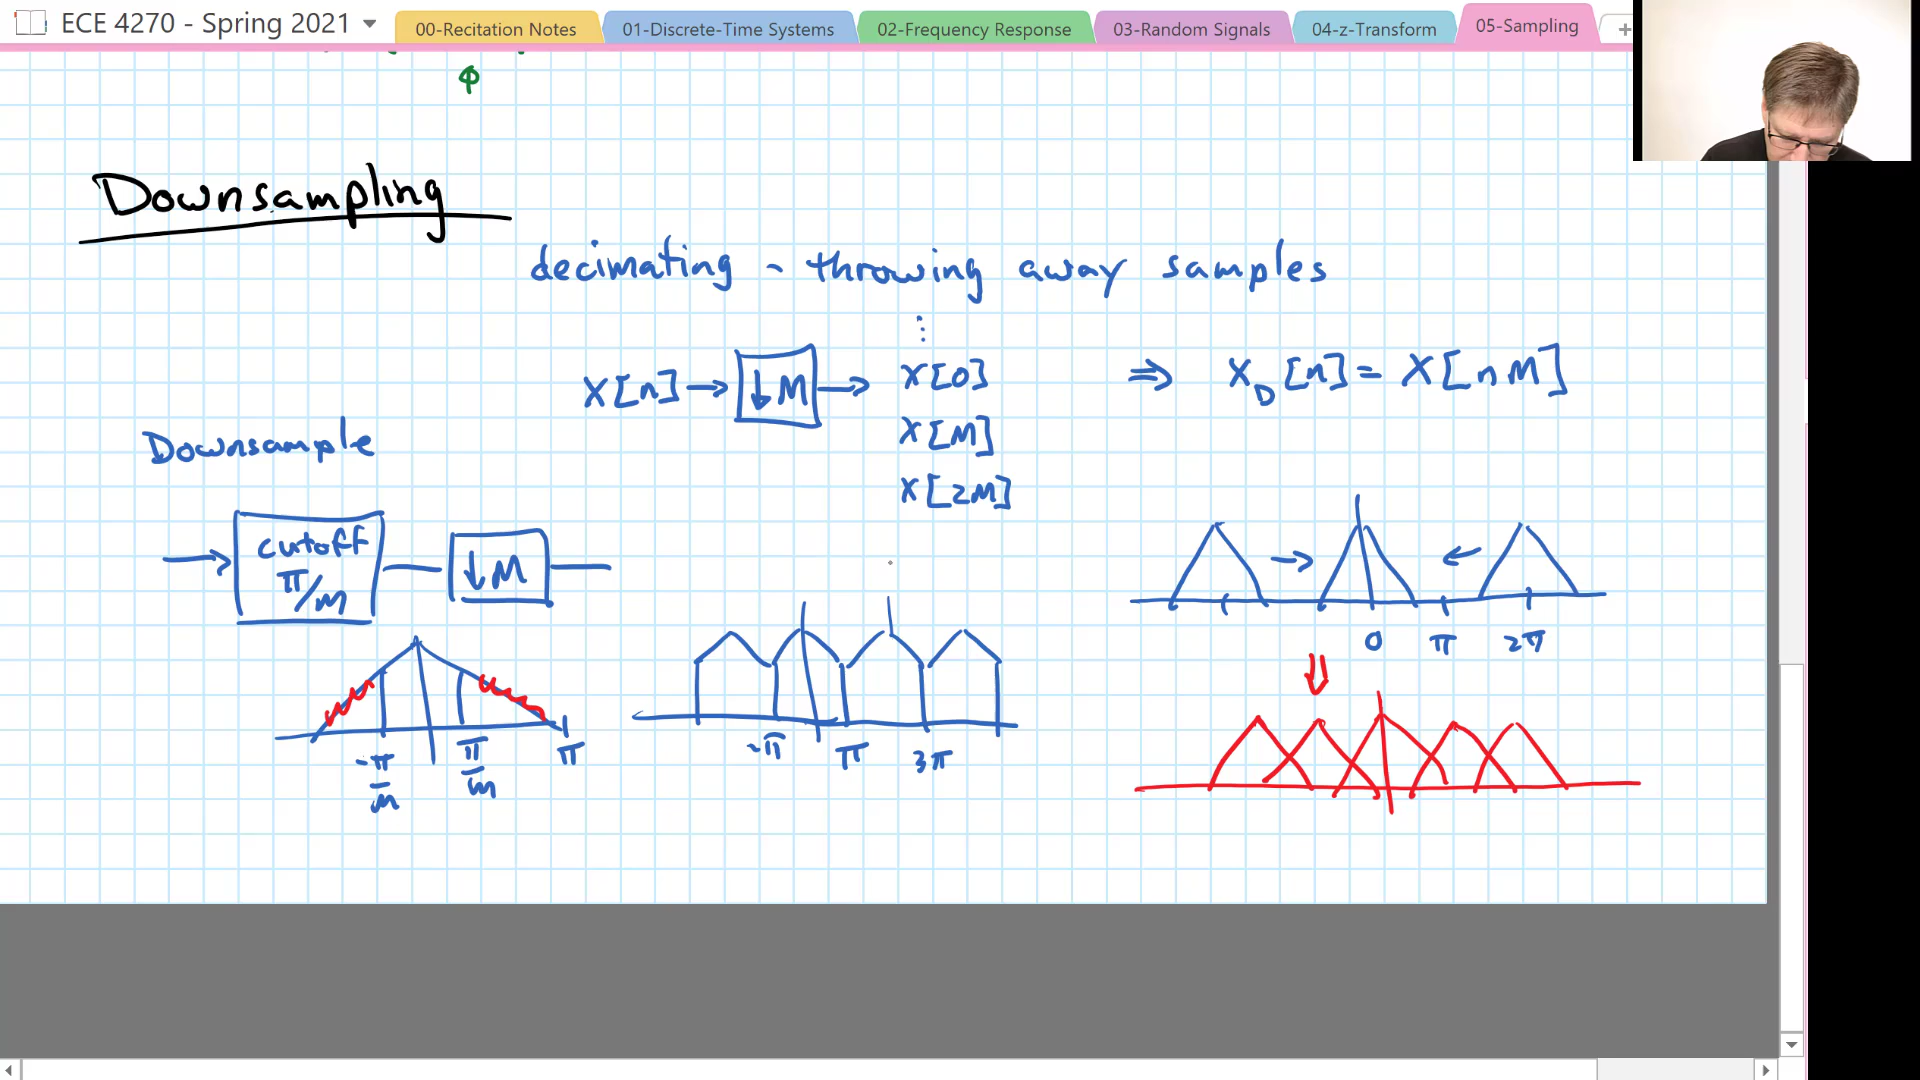 ECE 4270 - Spring 2021
00-Recitation Notes
01-Discrete-Time Systems
02-Frequency Response
03-Random Signals
04-z-Transform
05-Sampling
+
φ
Downsampling
decimating - throwing away samples
⋮
x[n] → ↓M → x[0] ⇒ x_D[n] = x[nM]
x[M]
x[2M]
Downsample
→ cutoff π/M — ↓M —
0 π 2π
⇓
-π/M π/M π
-π π 3π